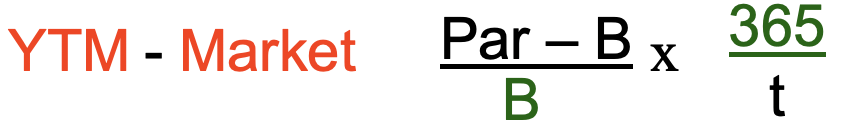 YTM - Market
Par – B
B
x
365
t